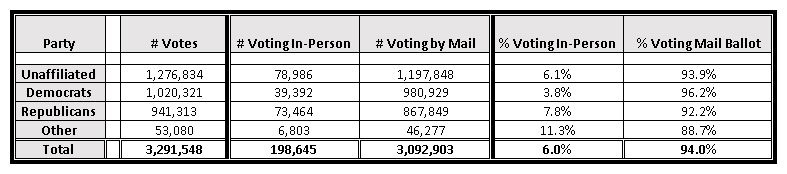 Party # Votes # Voting In-Person # Voting by Mail % Voting In-Person % Voting Mail Ballot
Unaffiliated 1,276,834 78,986 1,197,848 6.1% 93.9%
Democrats 1,020,321 39,392 980,929 3.8% 96.2%
Republicans 941,313 73,464 867,849 7.8% 92.2%
Other 53,080 6,803 46,277 11.3% 88.7%
Total 3,291,548 198,645 3,092,903 6.0% 94.0%